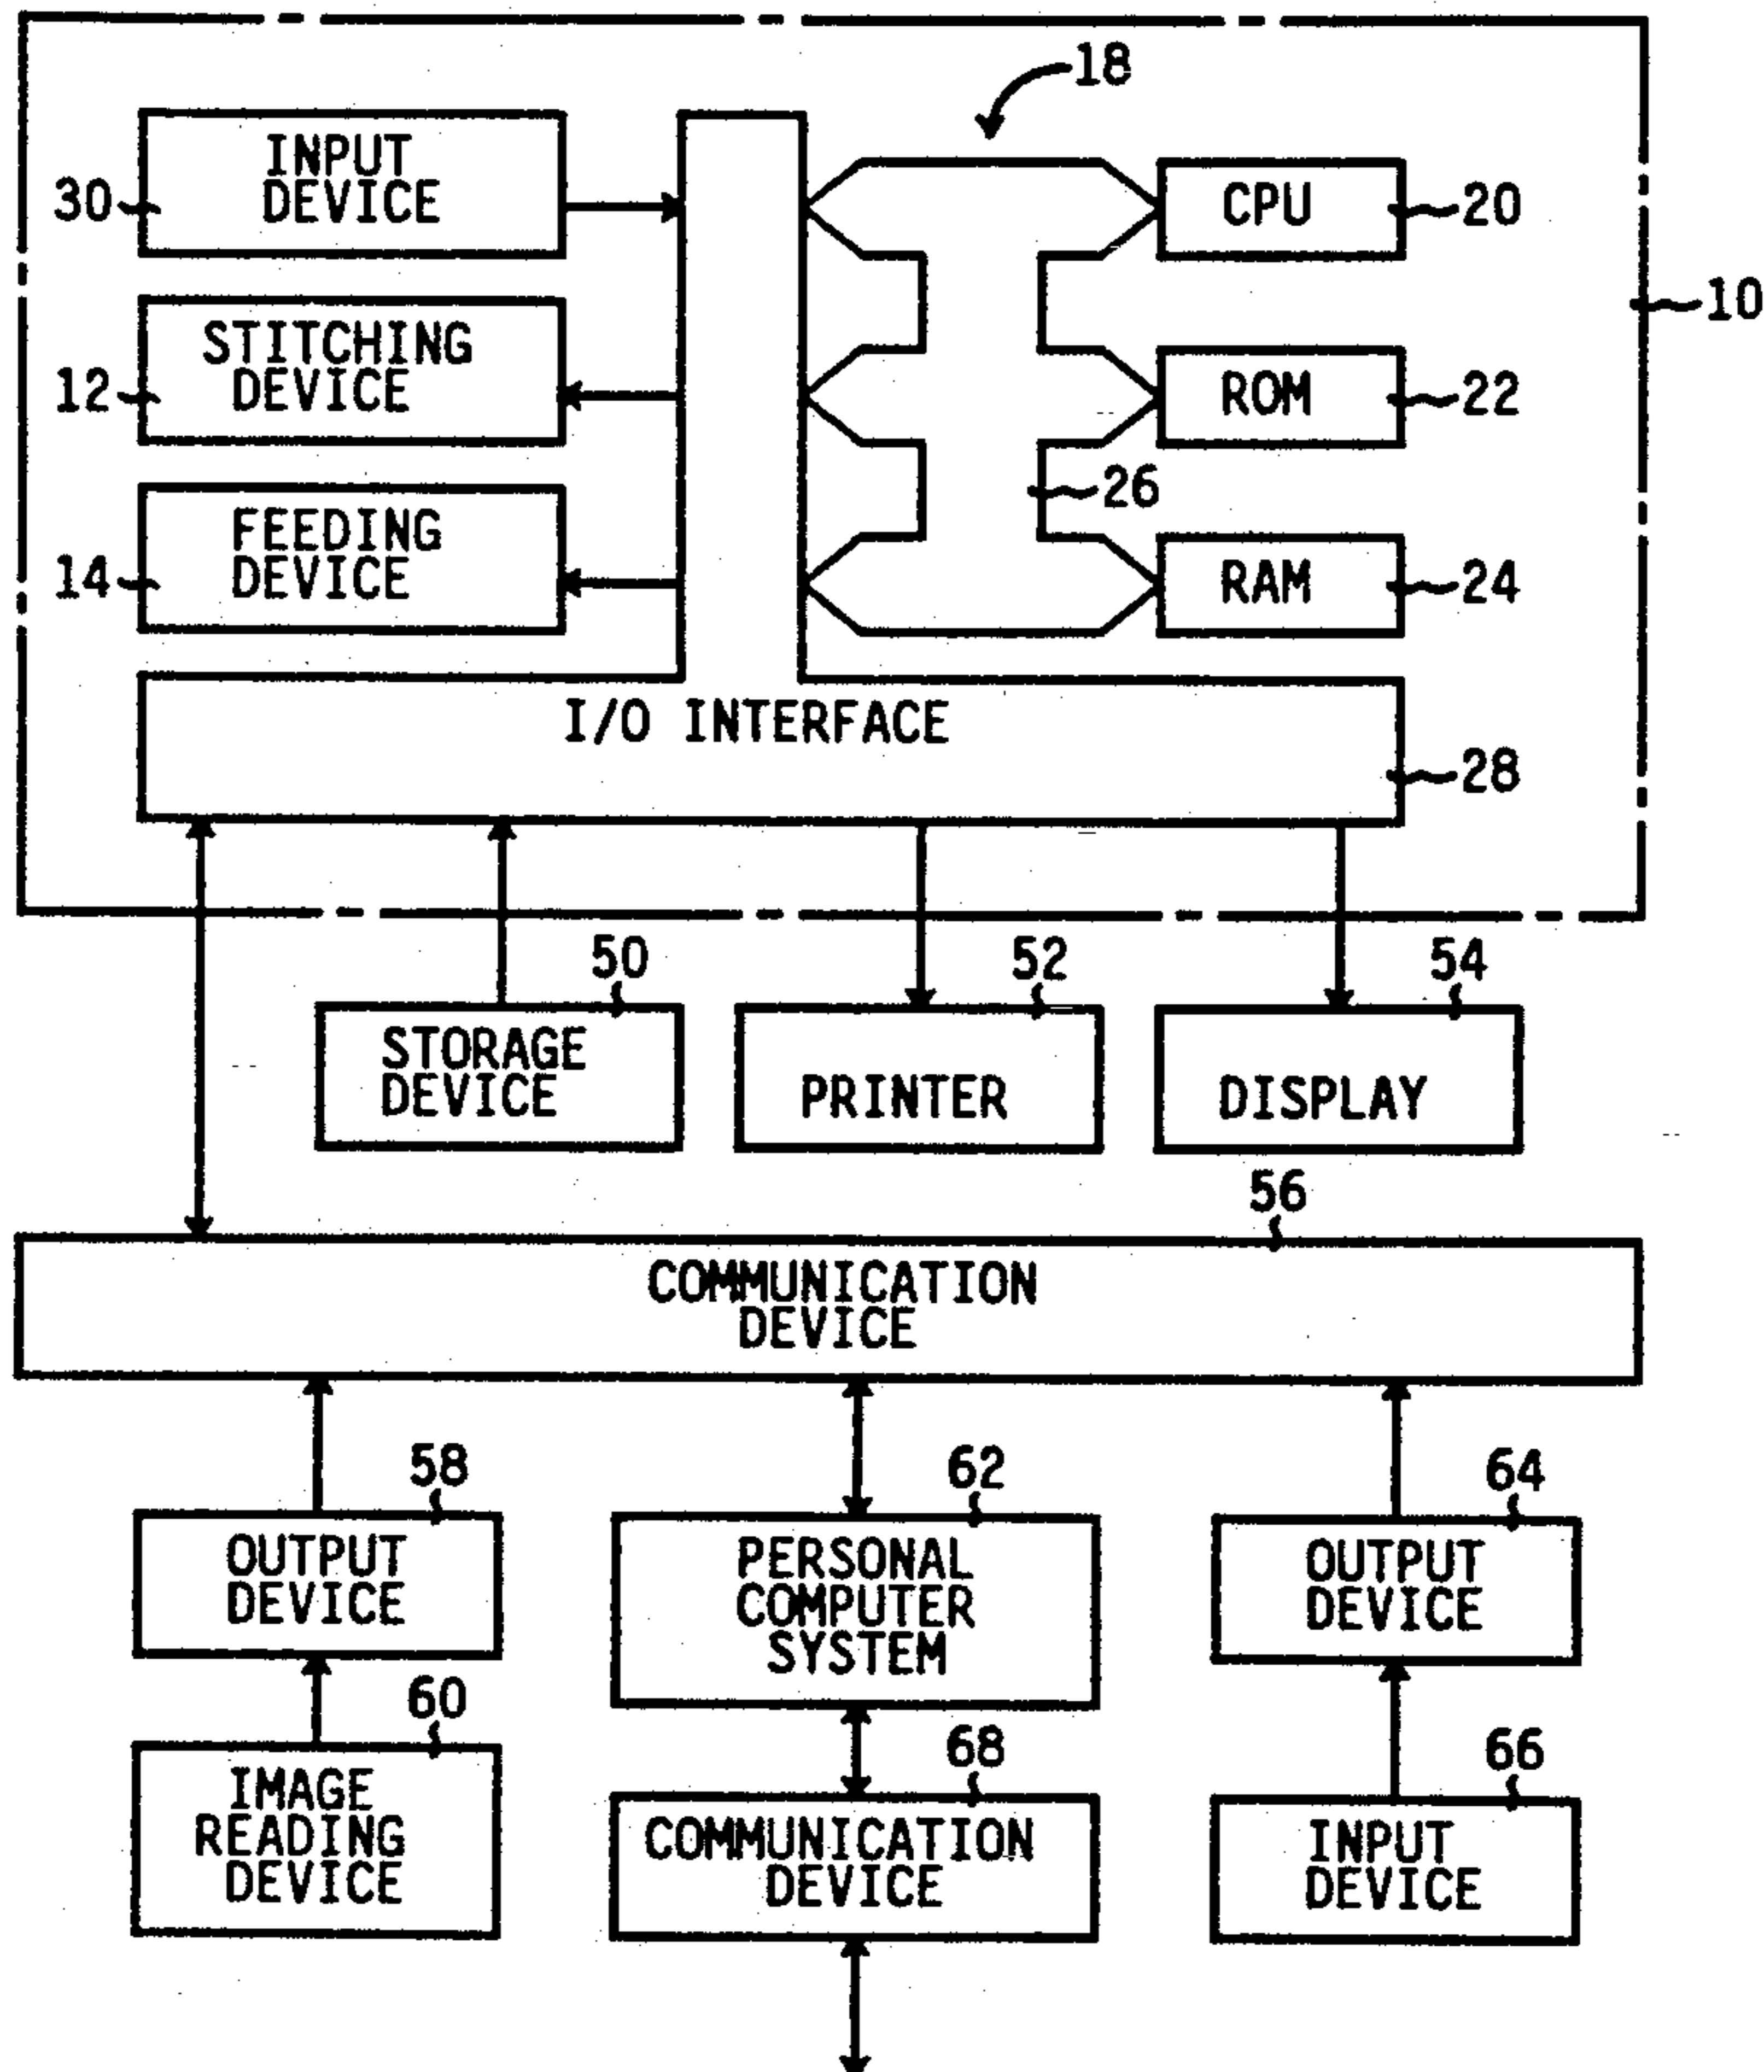 18
INPUT
DEVICE
30
CPU
20
10
STITCHING
DEVICE
12
ROM
22
26
FEEDING
DEVICE
14
RAM
24
I/O INTERFACE
28
50
52
54
STORAGE
DEVICE
PRINTER
DISPLAY
56
COMMUNICATION
DEVICE
58
62
64
OUTPUT
DEVICE
PERSONAL
COMPUTER
SYSTEM
OUTPUT
DEVICE
60
68
66
IMAGE
READING
DEVICE
COMMUNICATION
DEVICE
INPUT
DEVICE